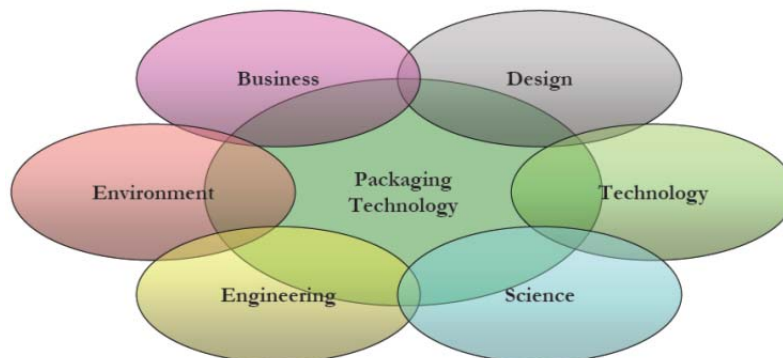 Business
Design
Environment
Packaging
Technology
Technology
Engineering
Science